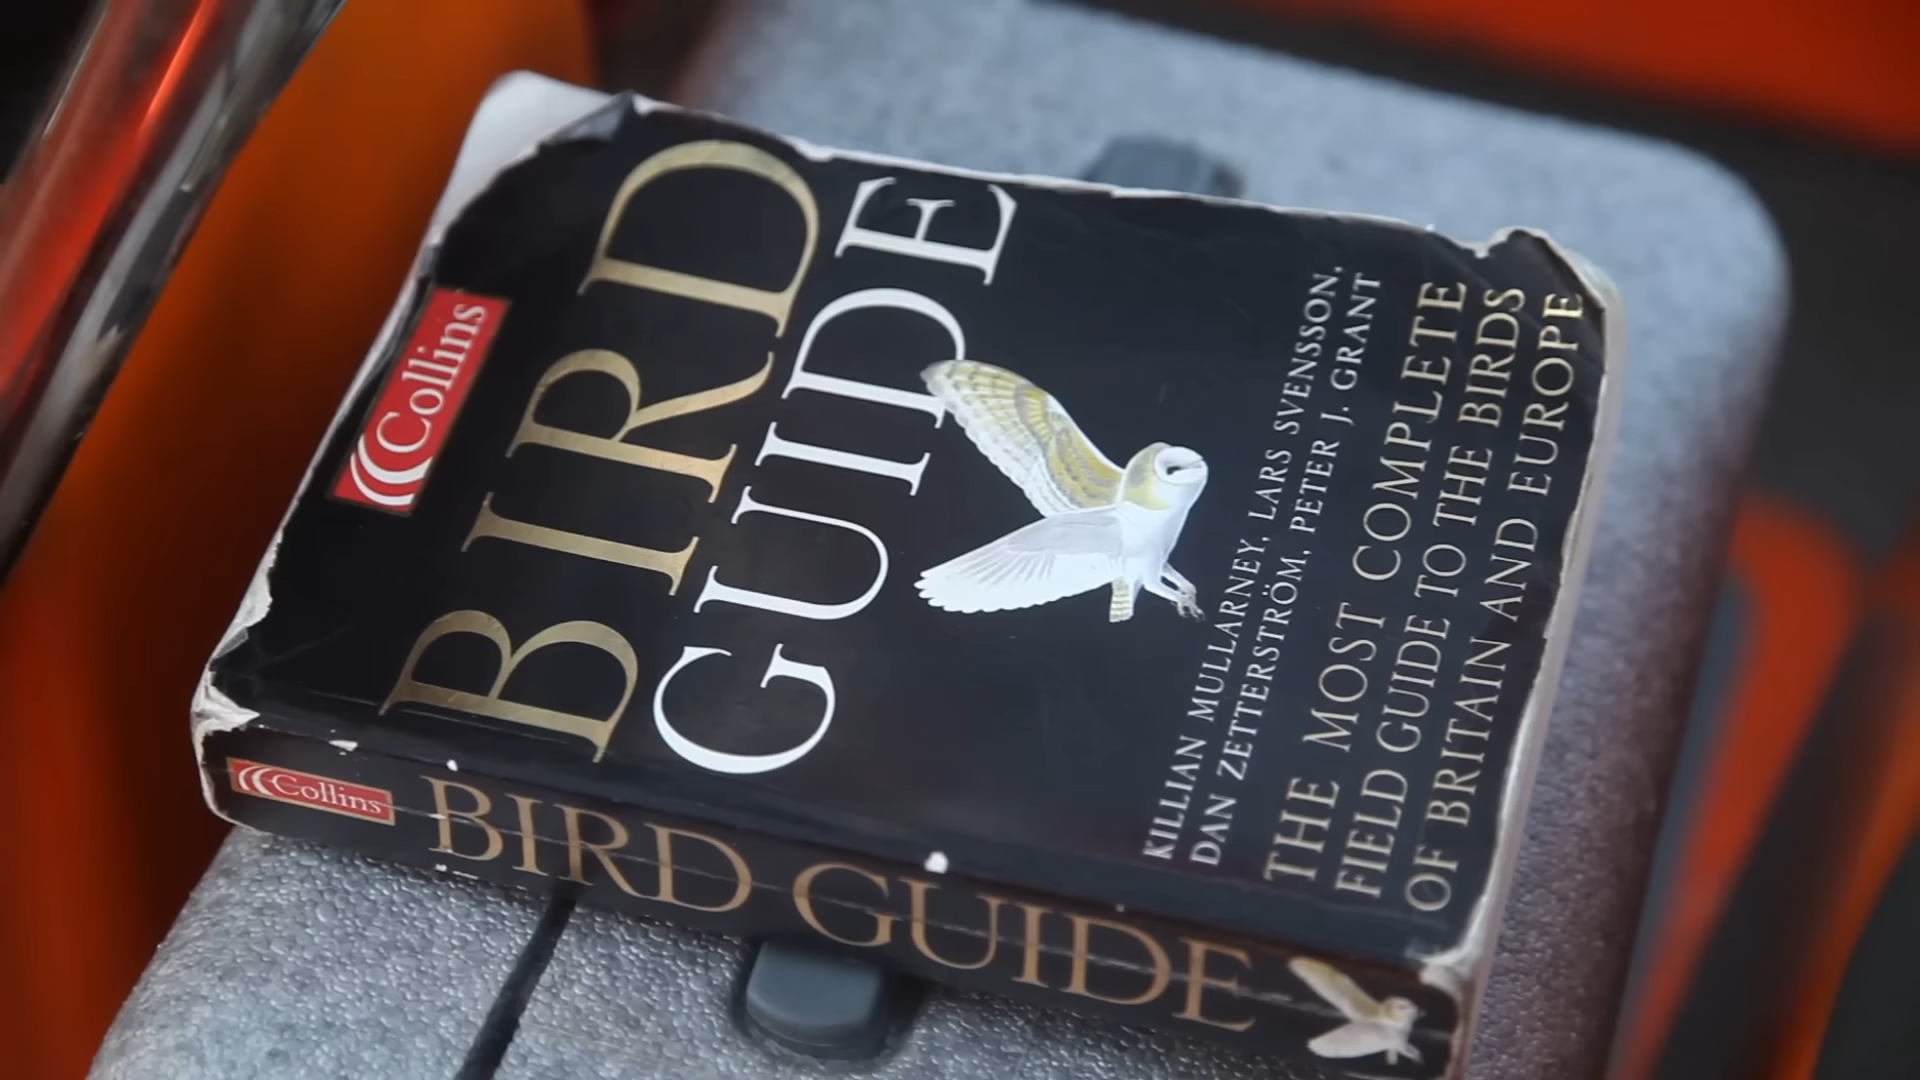 Collins
BIRD
GUIDE
KILLIAN MULLARNEY, LARS SVENSSON,
DAN ZETTERSTRÖM, PETER J. GRANT
THE MOST COMPLETE
FIELD GUIDE TO THE BIRDS
OF BRITAIN AND EUROPE
Collins BIRD GUIDE